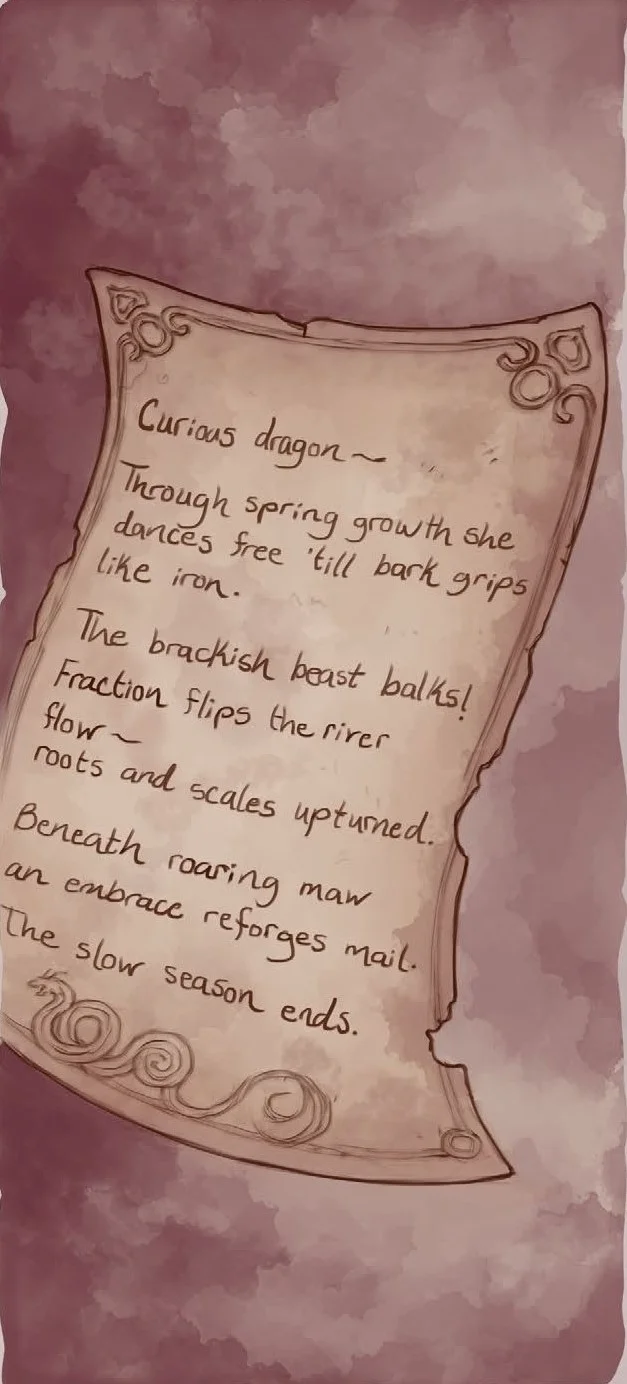 Curious dragon ~
Through spring growth she
dances free 'till bark grips
like iron.
The brackish beast balks!
Fraction flips the river
flow ~
roots and scales upturned.
Beneath roaring maw
an embrace reforges mail.
The slow season ends.